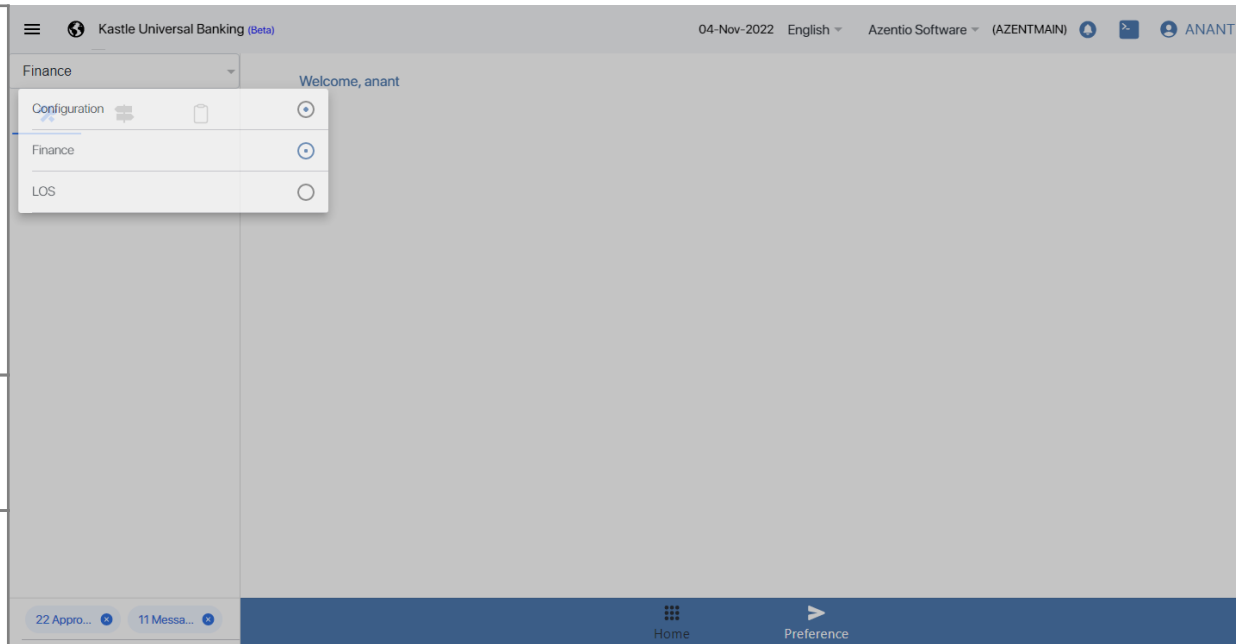 Kastle Universal Banking (Beta) 04-Nov-2022 English Azentio Software (AZENTMAIN) ANANT
Finance
Welcome, anant
Configuration
Finance
LOS
22 Appro... 11 Messa...
Home Preference